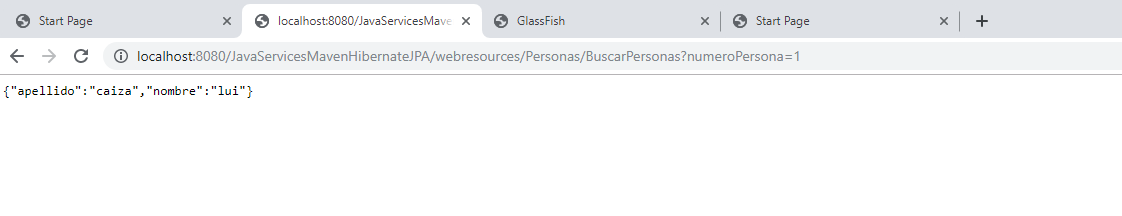 Start Page
localhost:8080/JavaServicesMave
GlassFish
Start Page
localhost:8080/JavaServicesMavenHibernateJPA/webresources/Personas/BuscarPersonas?numeroPersona=1
{"apellido":"caiza","nombre":"lui"}